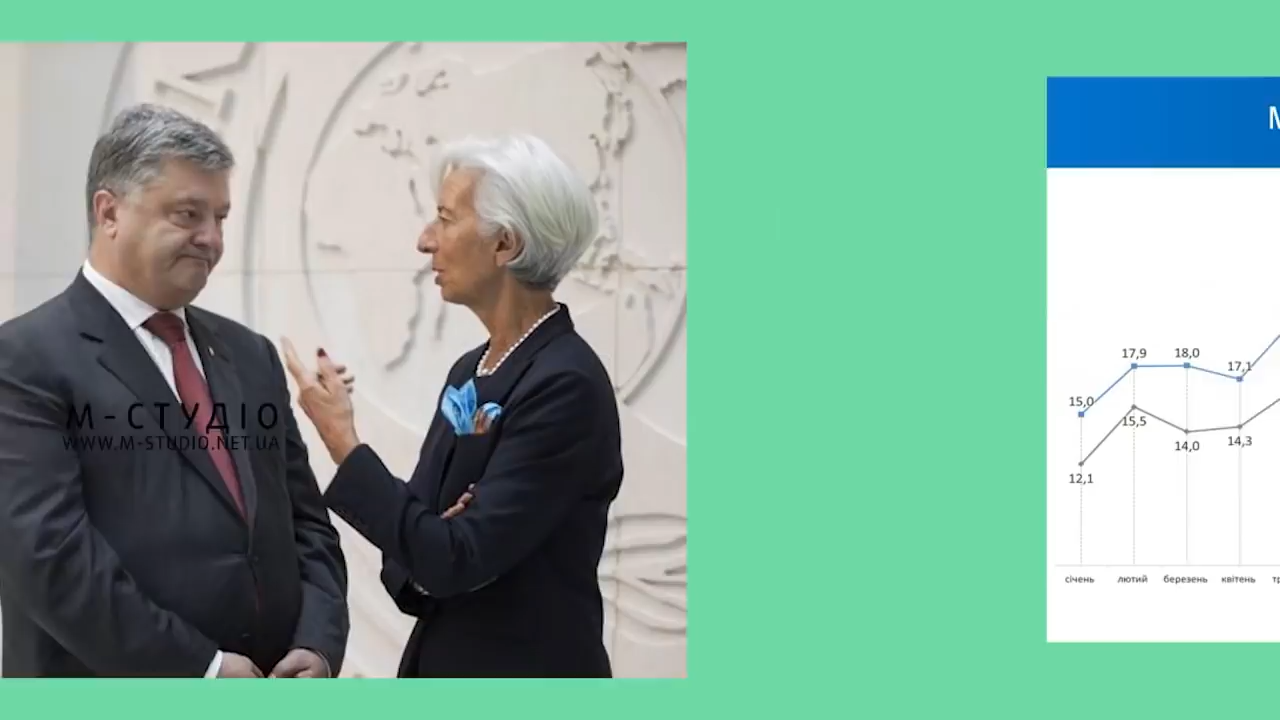 М-СТУДІО
WWW.M-STUDIO.NET.UA
17,9
18,0
17,1
15,0
15,5
14,0
14,3
12,1
січень
лютий
березень
квітень